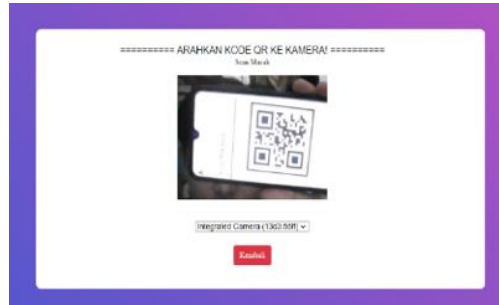 ========== ARAHKAN KODE QR KE KAMERA! ==========
Scan Masuk
Integrated Camera (13d3:56ff)
Kembali